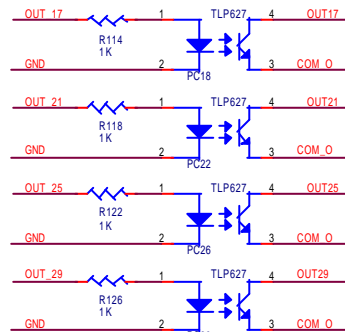 OUT_17 1 TLP627 4 OUT17
R114
1K
GND 2 3 COM_O
PC18
OUT_21 1 TLP627 4 OUT21
R118
1K
GND 2 3 COM_O
PC22
OUT_25 1 TLP627 4 OUT25
R122
1K
GND 2 3 COM_O
PC26
OUT_29 1 TLP627 4 OUT29
R126
1K
GND 2 3 COM_O